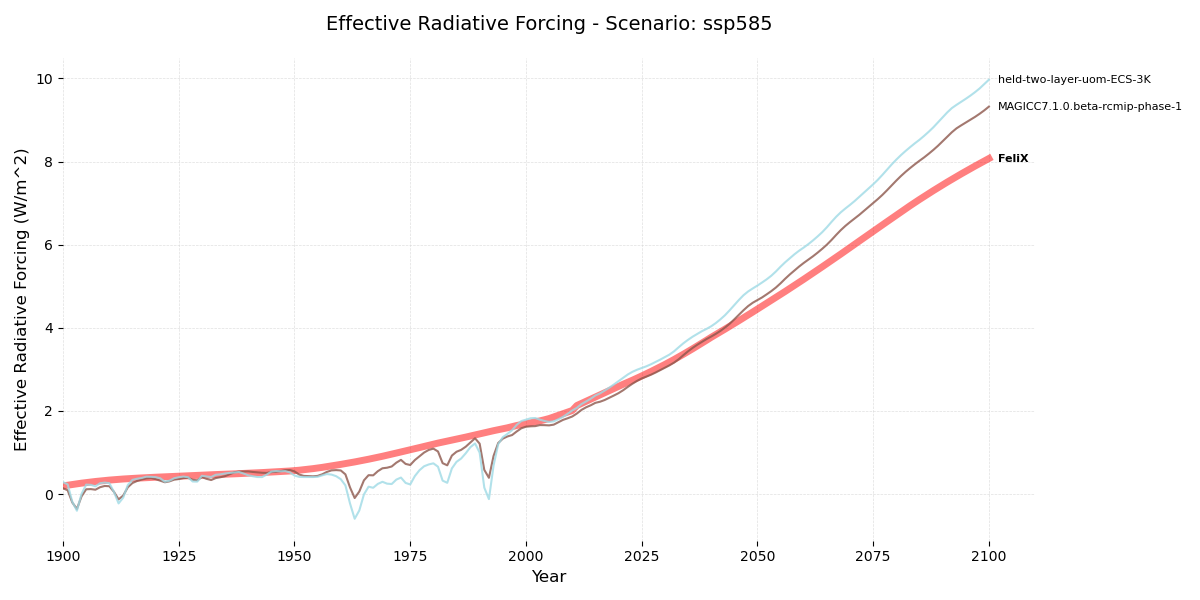 Effective Radiative Forcing - Scenario: ssp585
Effective Radiative Forcing (W/m^2)
10
8
6
4
2
0
held-two-layer-uom-ECS-3K
MAGICC7.1.0.beta-rcmip-phase-1
FeliX
1900 1925 1950 1975 2000 2025 2050 2075 2100
Year